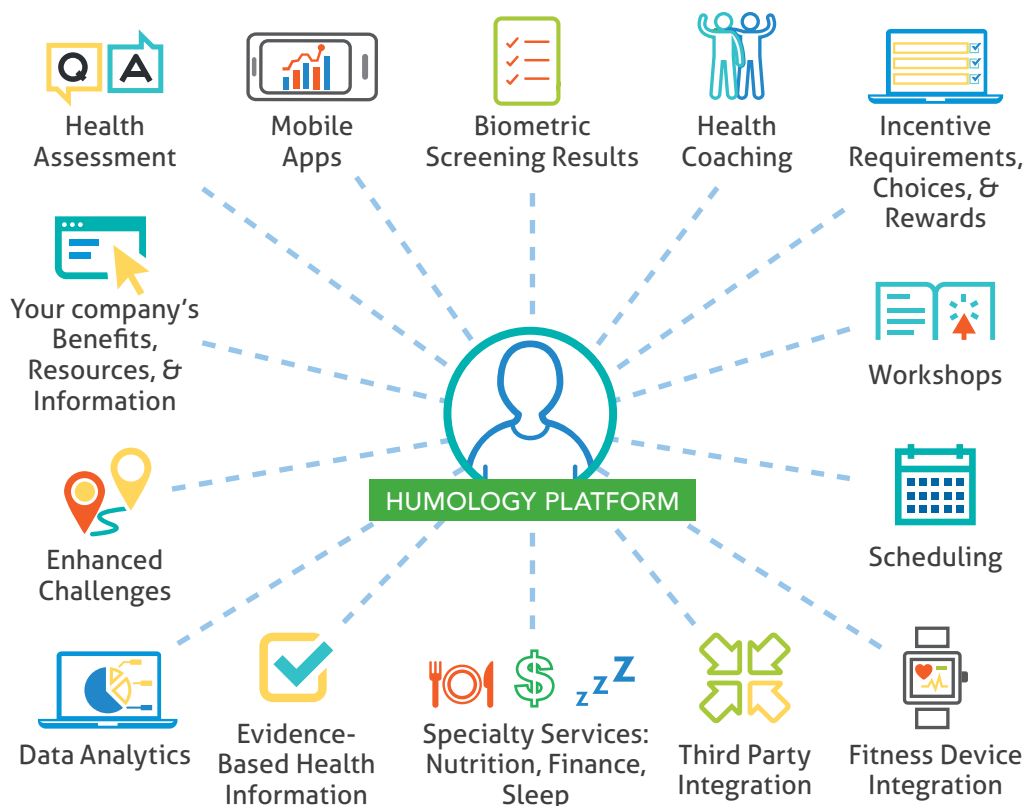 Q A
Health
Assessment
Mobile
Apps
Biometric
Screening Results
Health
Coaching
Incentive
Requirements,
Choices, &
Rewards
Your company's
Benefits,
Resources, &
Information
Workshops
HUMOLOGY PLATFORM
Enhanced
Challenges
Scheduling
Data Analytics
Evidence-
Based Health
Information
$
z z Z
Specialty Services:
Nutrition, Finance,
Sleep
Third Party
Integration
Fitness Device
Integration